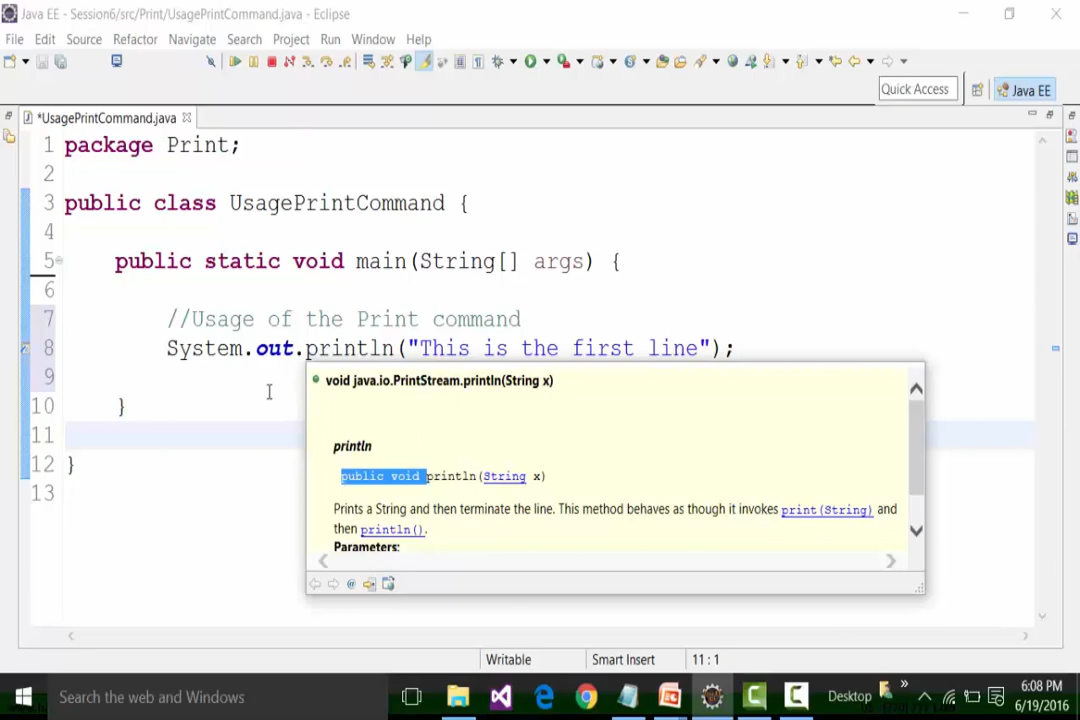 Java EE - Session6/src/Print/UsagePrintCommand.java - Eclipse
File Edit Source Refactor Navigate Search Project Run Window Help
Quick Access Java EE
*UsagePrintCommand.java
1 package Print;
2
3 public class UsagePrintCommand {
4
5 public static void main(String[] args) {
6
7 //Usage of the Print command
8 System.out.println("This is the first line");
9
10 }
11
12 }
13
void java.io.PrintStream.println(String x)
println
public void println(String x)
Prints a String and then terminate the line. This method behaves as though it invokes print(String) and
then println().
Parameters:
Writable Smart Insert 11 : 1
Search the web and Windows
Desktop
6:08 PM
6/19/2016